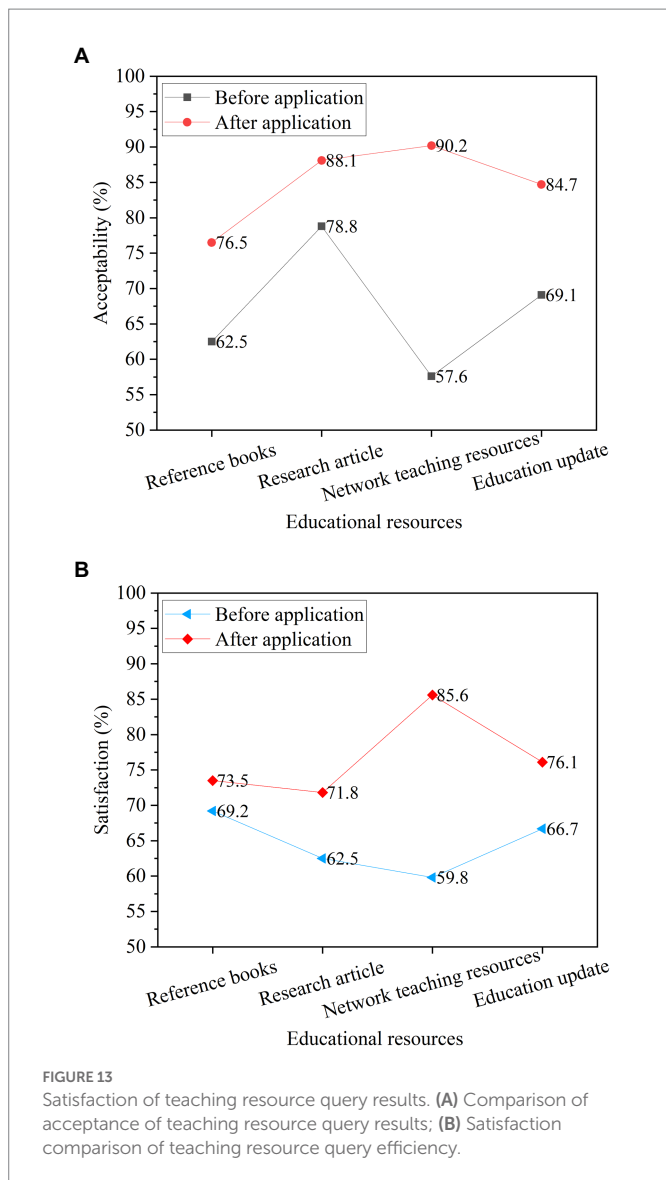 A
100
95
90
85
80
75
70
65
60
55
50
Acceptability (%)
Before application
After application
76.5
88.1
90.2
84.7
62.5
78.8
57.6
69.1
Reference books
Research article
Network teaching resources
Education update
Educational resources
B
100
95
90
85
80
75
70
65
60
55
50
Satisfaction (%)
Before application
After application
73.5
71.8
85.6
76.1
69.2
62.5
59.8
66.7
Reference books
Research article
Network teaching resources
Education update
Educational resources
FIGURE 13
Satisfaction of teaching resource query results. (A) Comparison of
acceptance of teaching resource query results; (B) Satisfaction
comparison of teaching resource query efficiency.